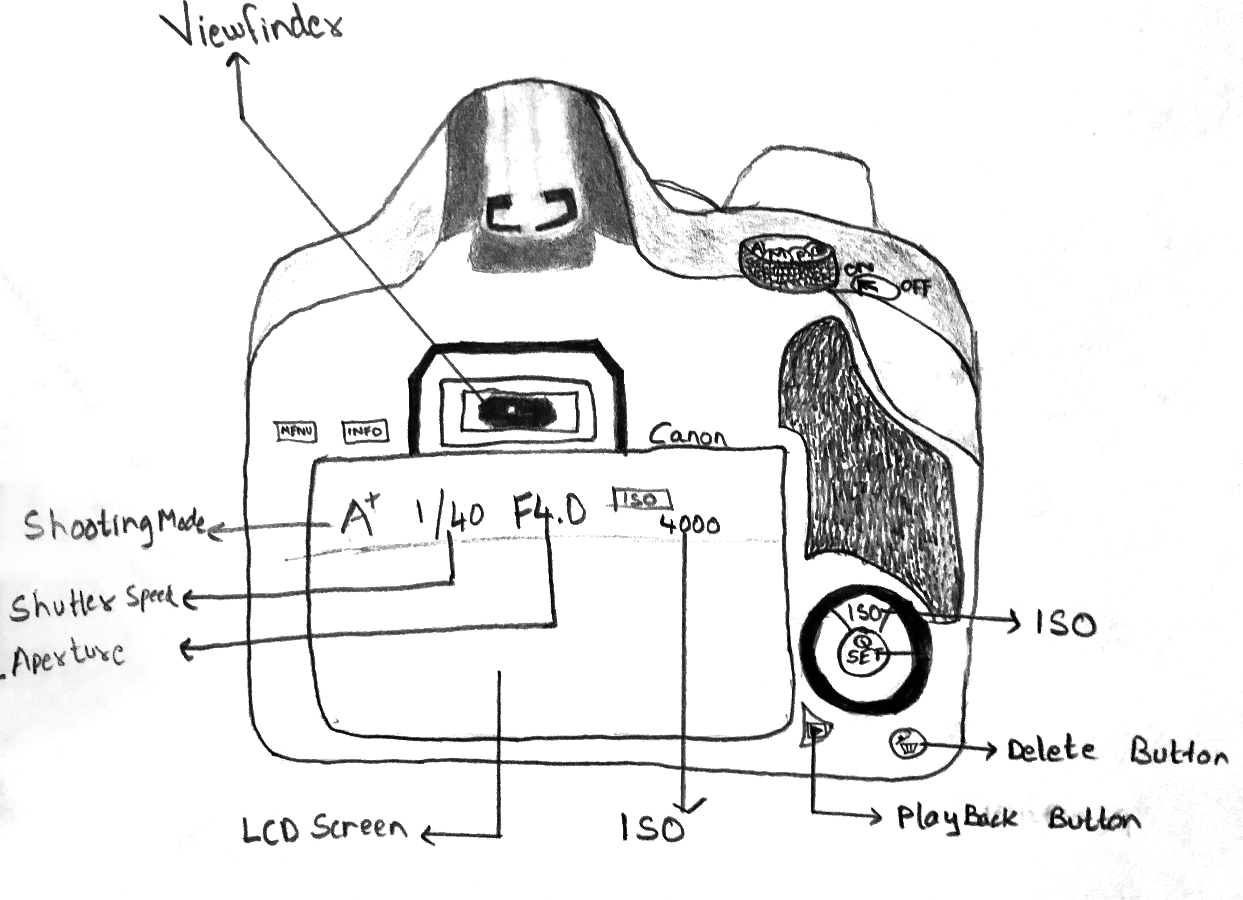 Viewfinder
ON
OFF
MENU INFO
Canon
A+ 1/40 F4.0 ISO
4000
Shooting Mode
Shutter Speed
Aperture
ISO
ISO
Q
SET
Delete Button
PlayBack Button
LCD Screen
ISO